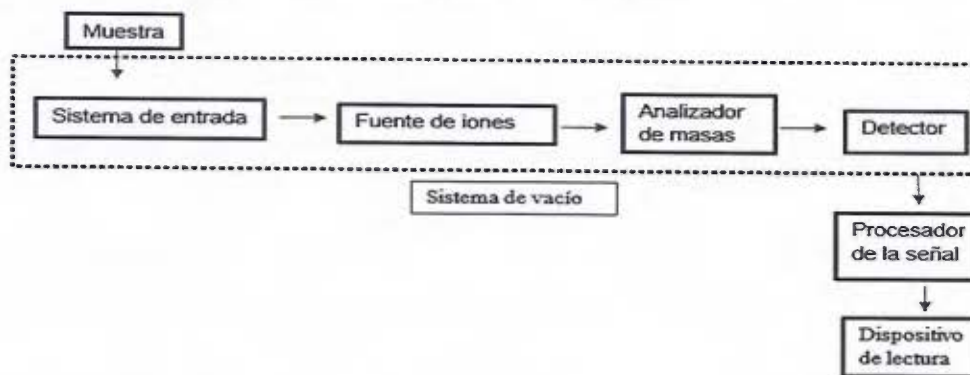 Muestra
Sistema de entrada
Fuente de iones
Analizador
de masas
Detector
Sistema de vacío
Procesador
de la señal
Dispositivo
de lectura